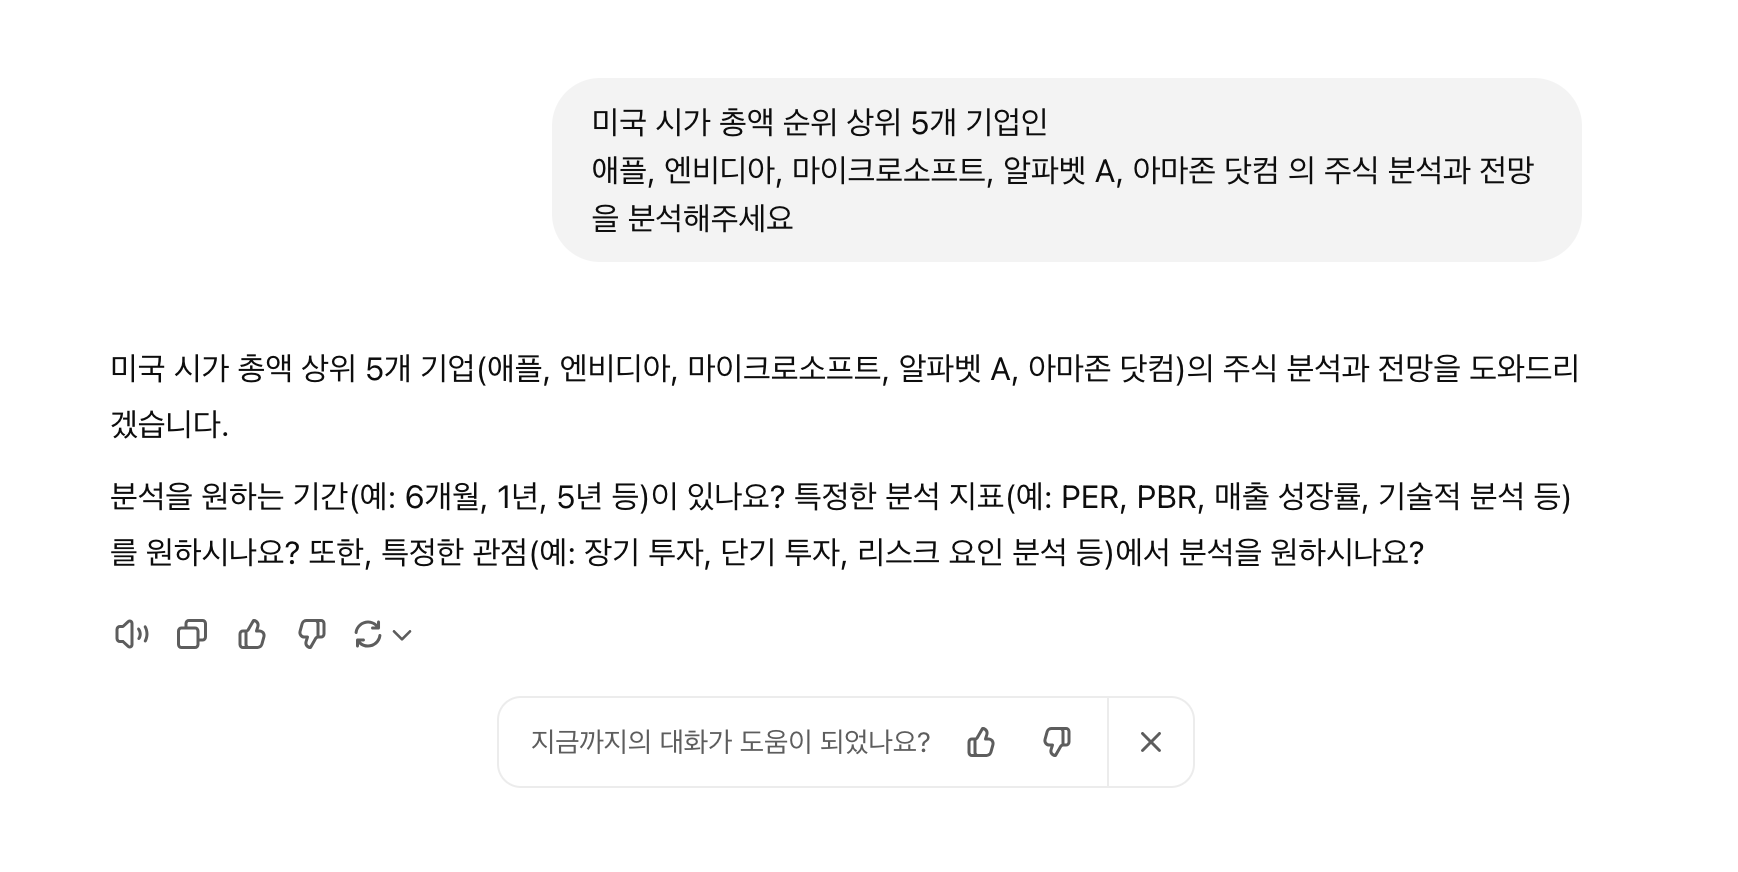 미국 시가 총액 순위 상위 5개 기업인
애플, 엔비디아, 마이크로소프트, 알파벳 A, 아마존 닷컴 의 주식 분석과 전망
을 분석해주세요
미국 시가 총액 상위 5개 기업(애플, 엔비디아, 마이크로소프트, 알파벳 A, 아마존 닷컴)의 주식 분석과 전망을 도와드리
겠습니다.
분석을 원하는 기간(예: 6개월, 1년, 5년 등)이 있나요? 특정한 분석 지표(예: PER, PBR, 매출 성장률, 기술적 분석 등)
를 원하시나요? 또한, 특정한 관점(예: 장기 투자, 단기 투자, 리스크 요인 분석 등)에서 분석을 원하시나요?
지금까지의 대화가 도움이 되었나요?